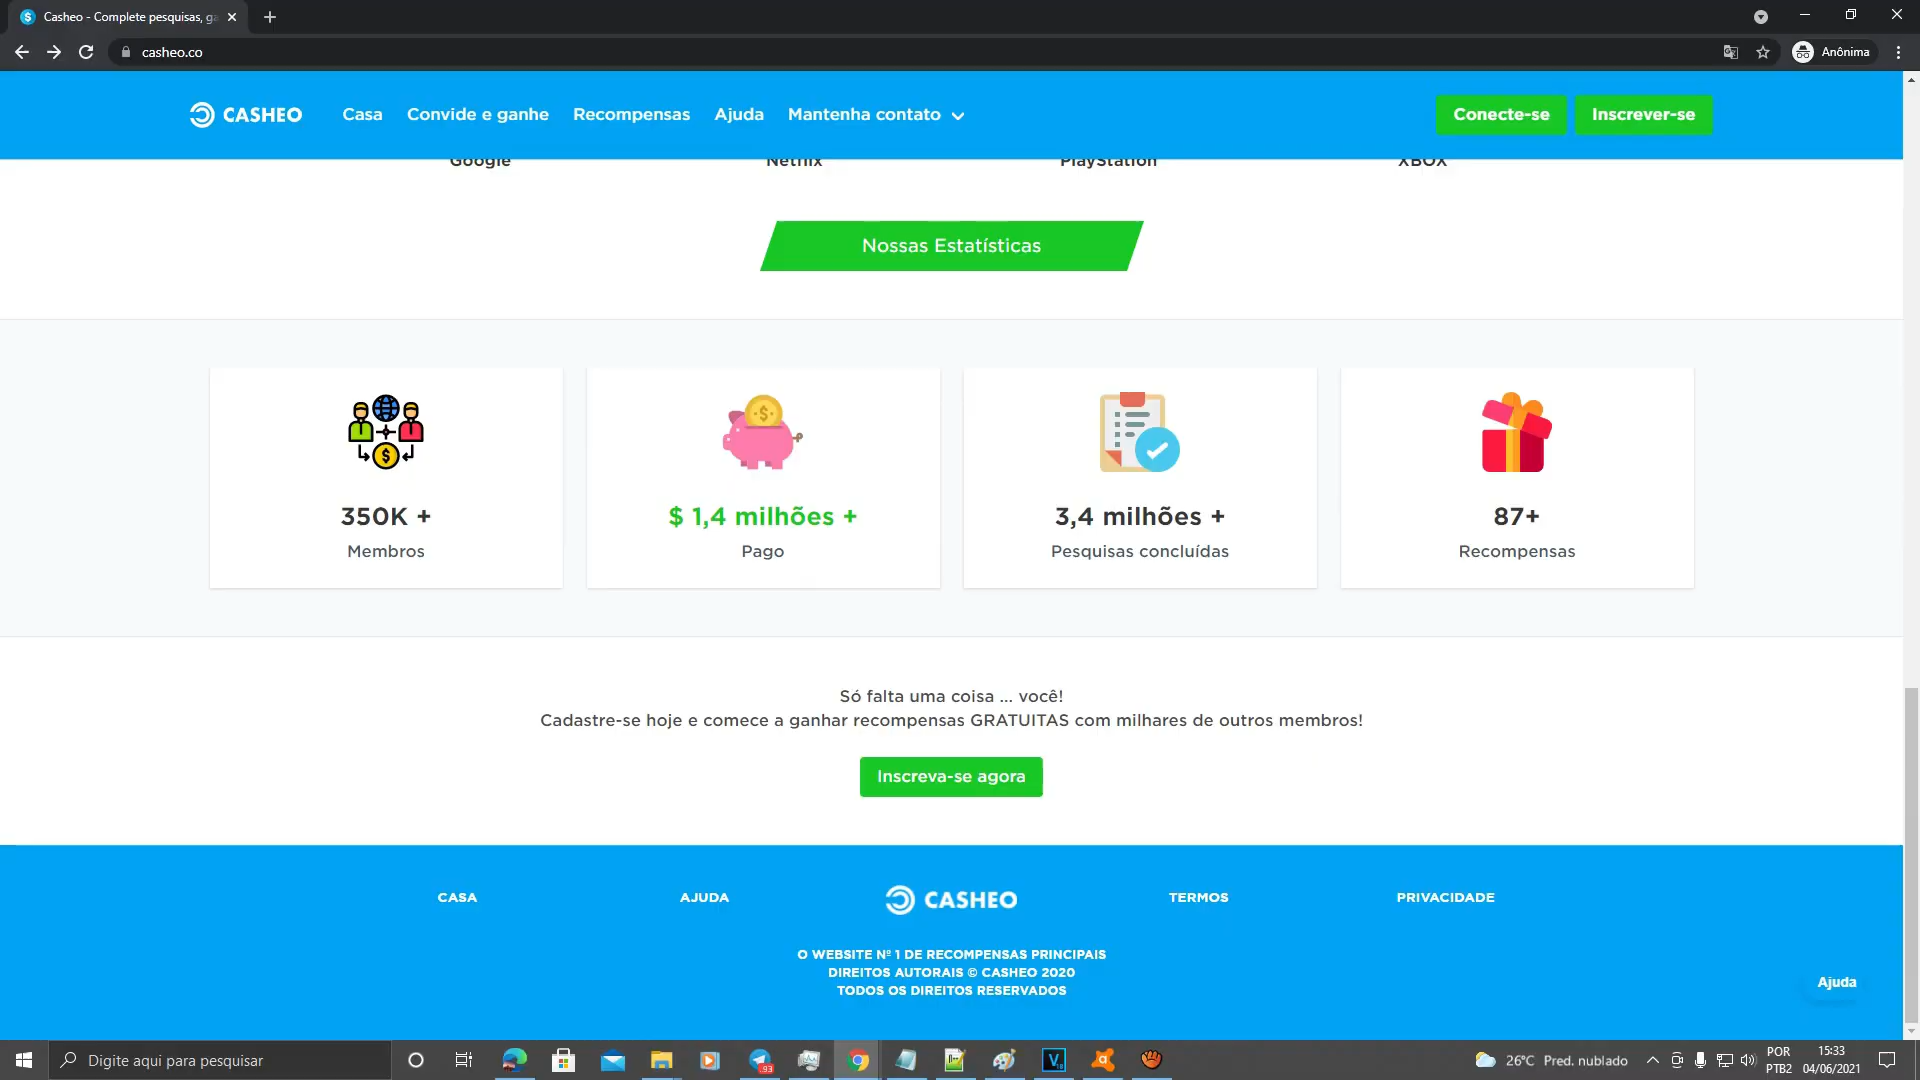 Casheo - Complete pesquisas, ga
casheo.co
Anônima
CASHEO
Casa
Convide e ganhe
Recompensas
Ajuda
Mantenha contato
Conecte-se
Inscrever-se
Google
Netflix
PlayStation
XBOX
Nossas Estatísticas
350K +
Membros
$ 1,4 milhões +
Pago
3,4 milhões +
Pesquisas concluídas
87+
Recompensas
Só falta uma coisa ... você!
Cadastre-se hoje e comece a ganhar recompensas GRATUITAS com milhares de outros membros!
Inscreva-se agora
CASA
AJUDA
CASHEO
TERMOS
PRIVACIDADE
O WEBSITE Nº 1 DE RECOMPENSAS PRINCIPAIS
DIREITOS AUTORAIS © CASHEO 2020
TODOS OS DIREITOS RESERVADOS
Ajuda
Digite aqui para pesquisar
.93
26°C Pred. nublado
POR
PTB2
15:33
04/06/2021